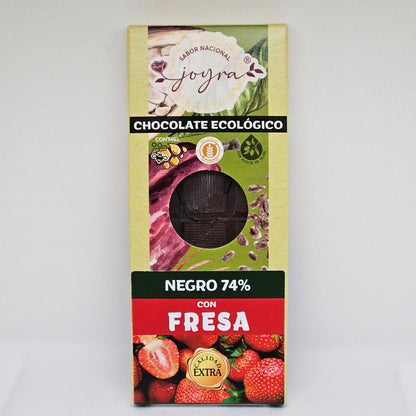 SABOR NACIONAL
joyra®
CHOCOLATE ECOLÓGICO
CON MIEL
NEGRO 74%
CON
FRESA
CALIDAD
EXTRA